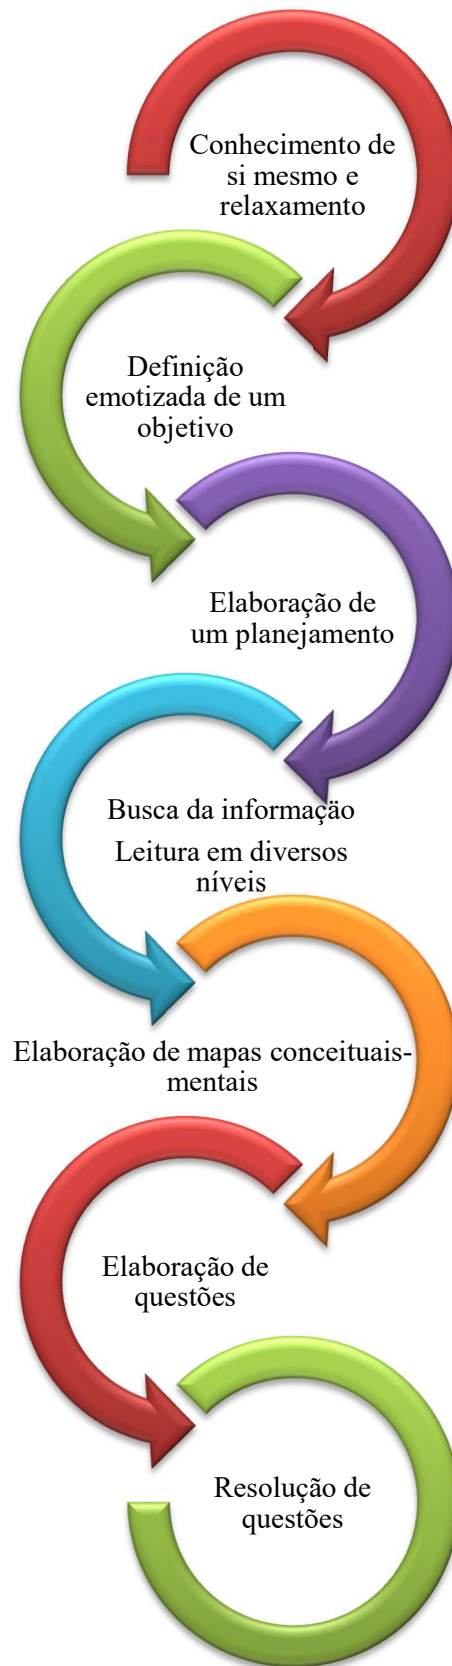 Conhecimento de
si mesmo e
relaxamento
Definição
emotizada de um
objetivo
Elaboração de
um planejamento
Busca da informaçäo
Leitura em diversos
níveis
Elaboração de mapas conceituais-
mentais
Elaboração de
questões
Resolução de
questões